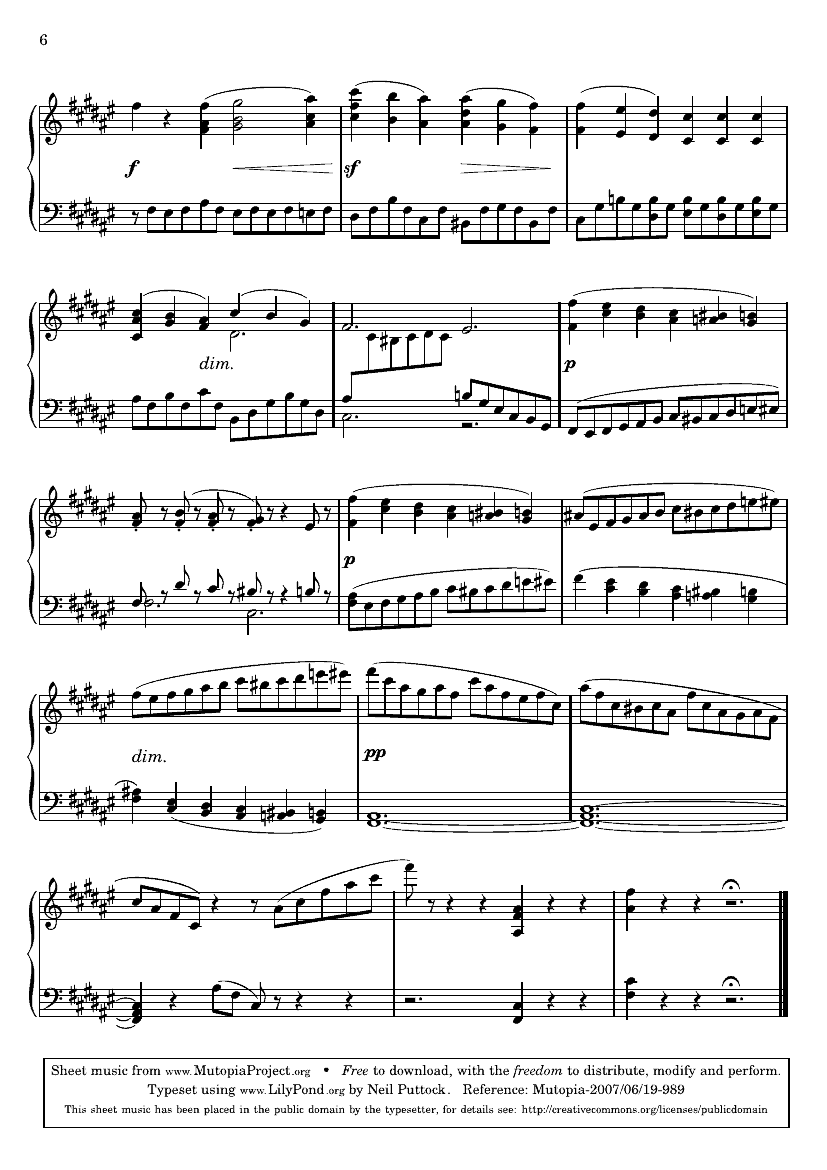 6
f sf
dim. p
p
dim. pp
Sheet music from www.MutopiaProject.org • Free to download, with the freedom to distribute, modify and perform.
Typeset using www.LilyPond.org by Neil Puttock. Reference: Mutopia-2007/06/19-989
This sheet music has been placed in the public domain by the typesetter, for details see: http://creativecommons.org/licenses/publicdomain